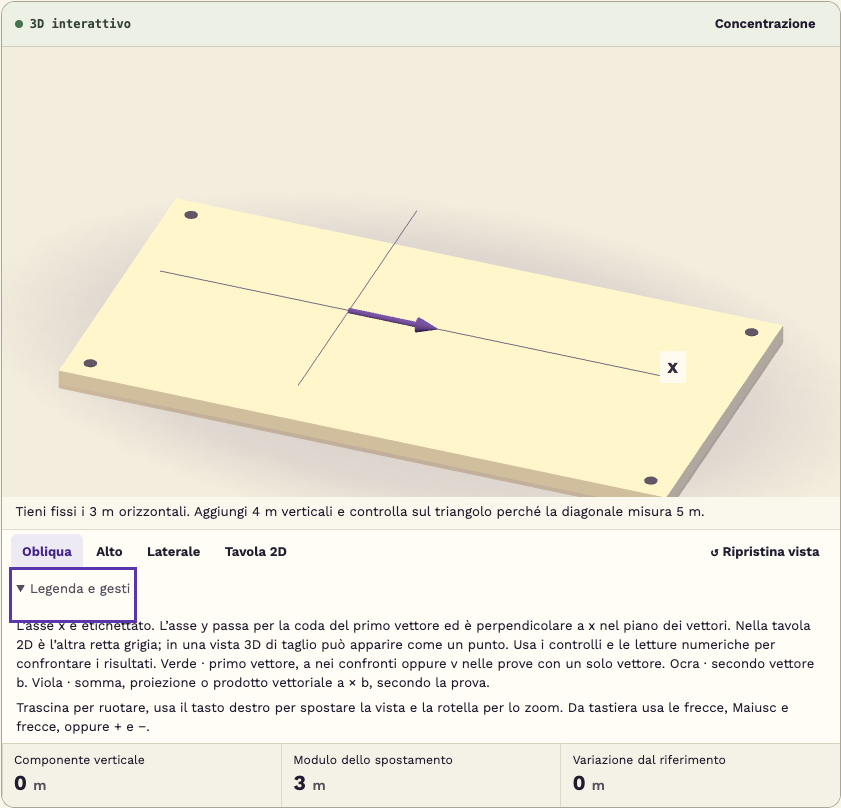 3D interattivo
Concentrazione
x
Tieni fissi i 3 m orizzontali. Aggiungi 4 m verticali e controlla sul triangolo perché la diagonale misura 5 m.
Obliqua Alto Laterale Tavola 2D ↺ Ripristina vista
▼ Legenda e gesti
L’asse x è etichettato. L’asse y passa per la coda del primo vettore ed è perpendicolare a x nel piano dei vettori. Nella tavola
2D è l’altra retta grigia; in una vista 3D di taglio può apparire come un punto. Usa i controlli e le letture numeriche per
confrontare i risultati. Verde · primo vettore, a nei confronti oppure v nelle prove con un solo vettore. Ocra · secondo vettore
b. Viola · somma, proiezione o prodotto vettoriale a × b, secondo la prova.
Trascina per ruotare, usa il tasto destro per spostare la vista e la rotella per lo zoom. Da tastiera usa le frecce, Maiusc e
frecce, oppure + e −.
Componente verticale
0 m
Modulo dello spostamento
3 m
Variazione dal riferimento
0 m